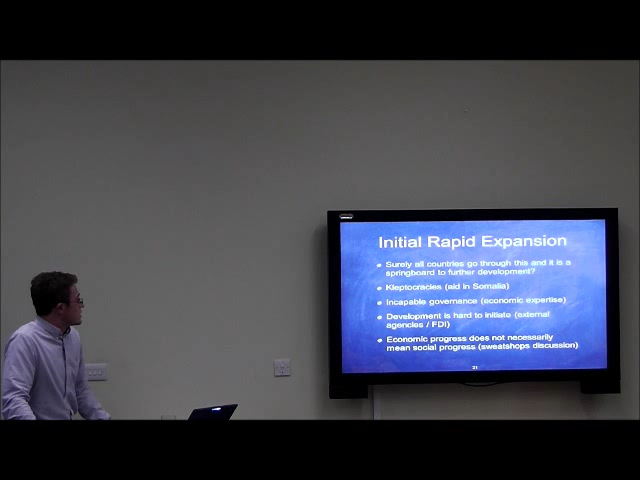 Initial Rapid Expansion
Surely all countries go through this and it is a
springboard to further development?
Kleptocracies (aid in Somalia)
Incapable governance (economic expertise)
Development is hard to initiate (external
agencies / FDI)
Economic progress does not necessarily
mean social progress (sweatshops discussion)
21